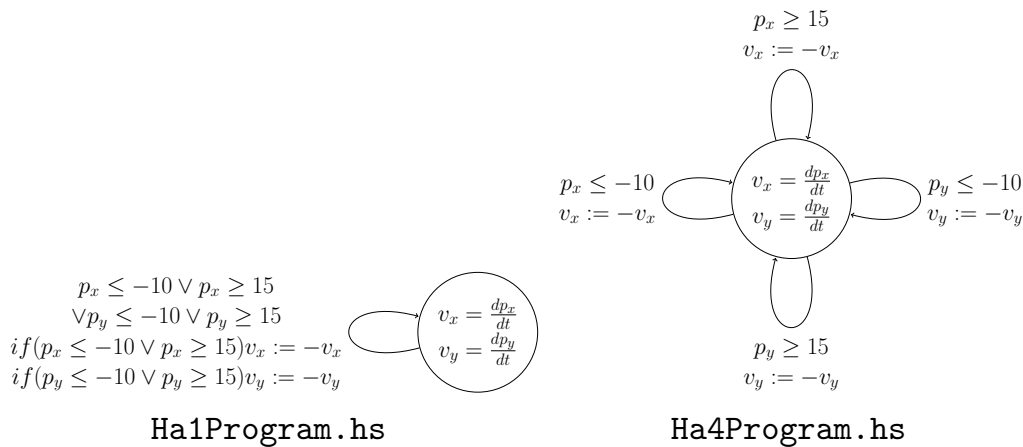 p_x ≥ 15
v_x := −v_x
p_x ≤ −10
v_x := −v_x
v_x = dp_x/dt
v_y = dp_y/dt
p_y ≤ −10
v_y := −v_y
p_y ≥ 15
v_y := −v_y
p_x ≤ −10 ∨ p_x ≥ 15
∨p_y ≤ −10 ∨ p_y ≥ 15
if(p_x ≤ −10 ∨ p_x ≥ 15)v_x := −v_x
if(p_y ≤ −10 ∨ p_y ≥ 15)v_y := −v_y
v_x = dp_x/dt
v_y = dp_y/dt
Ha1Program.hs
Ha4Program.hs